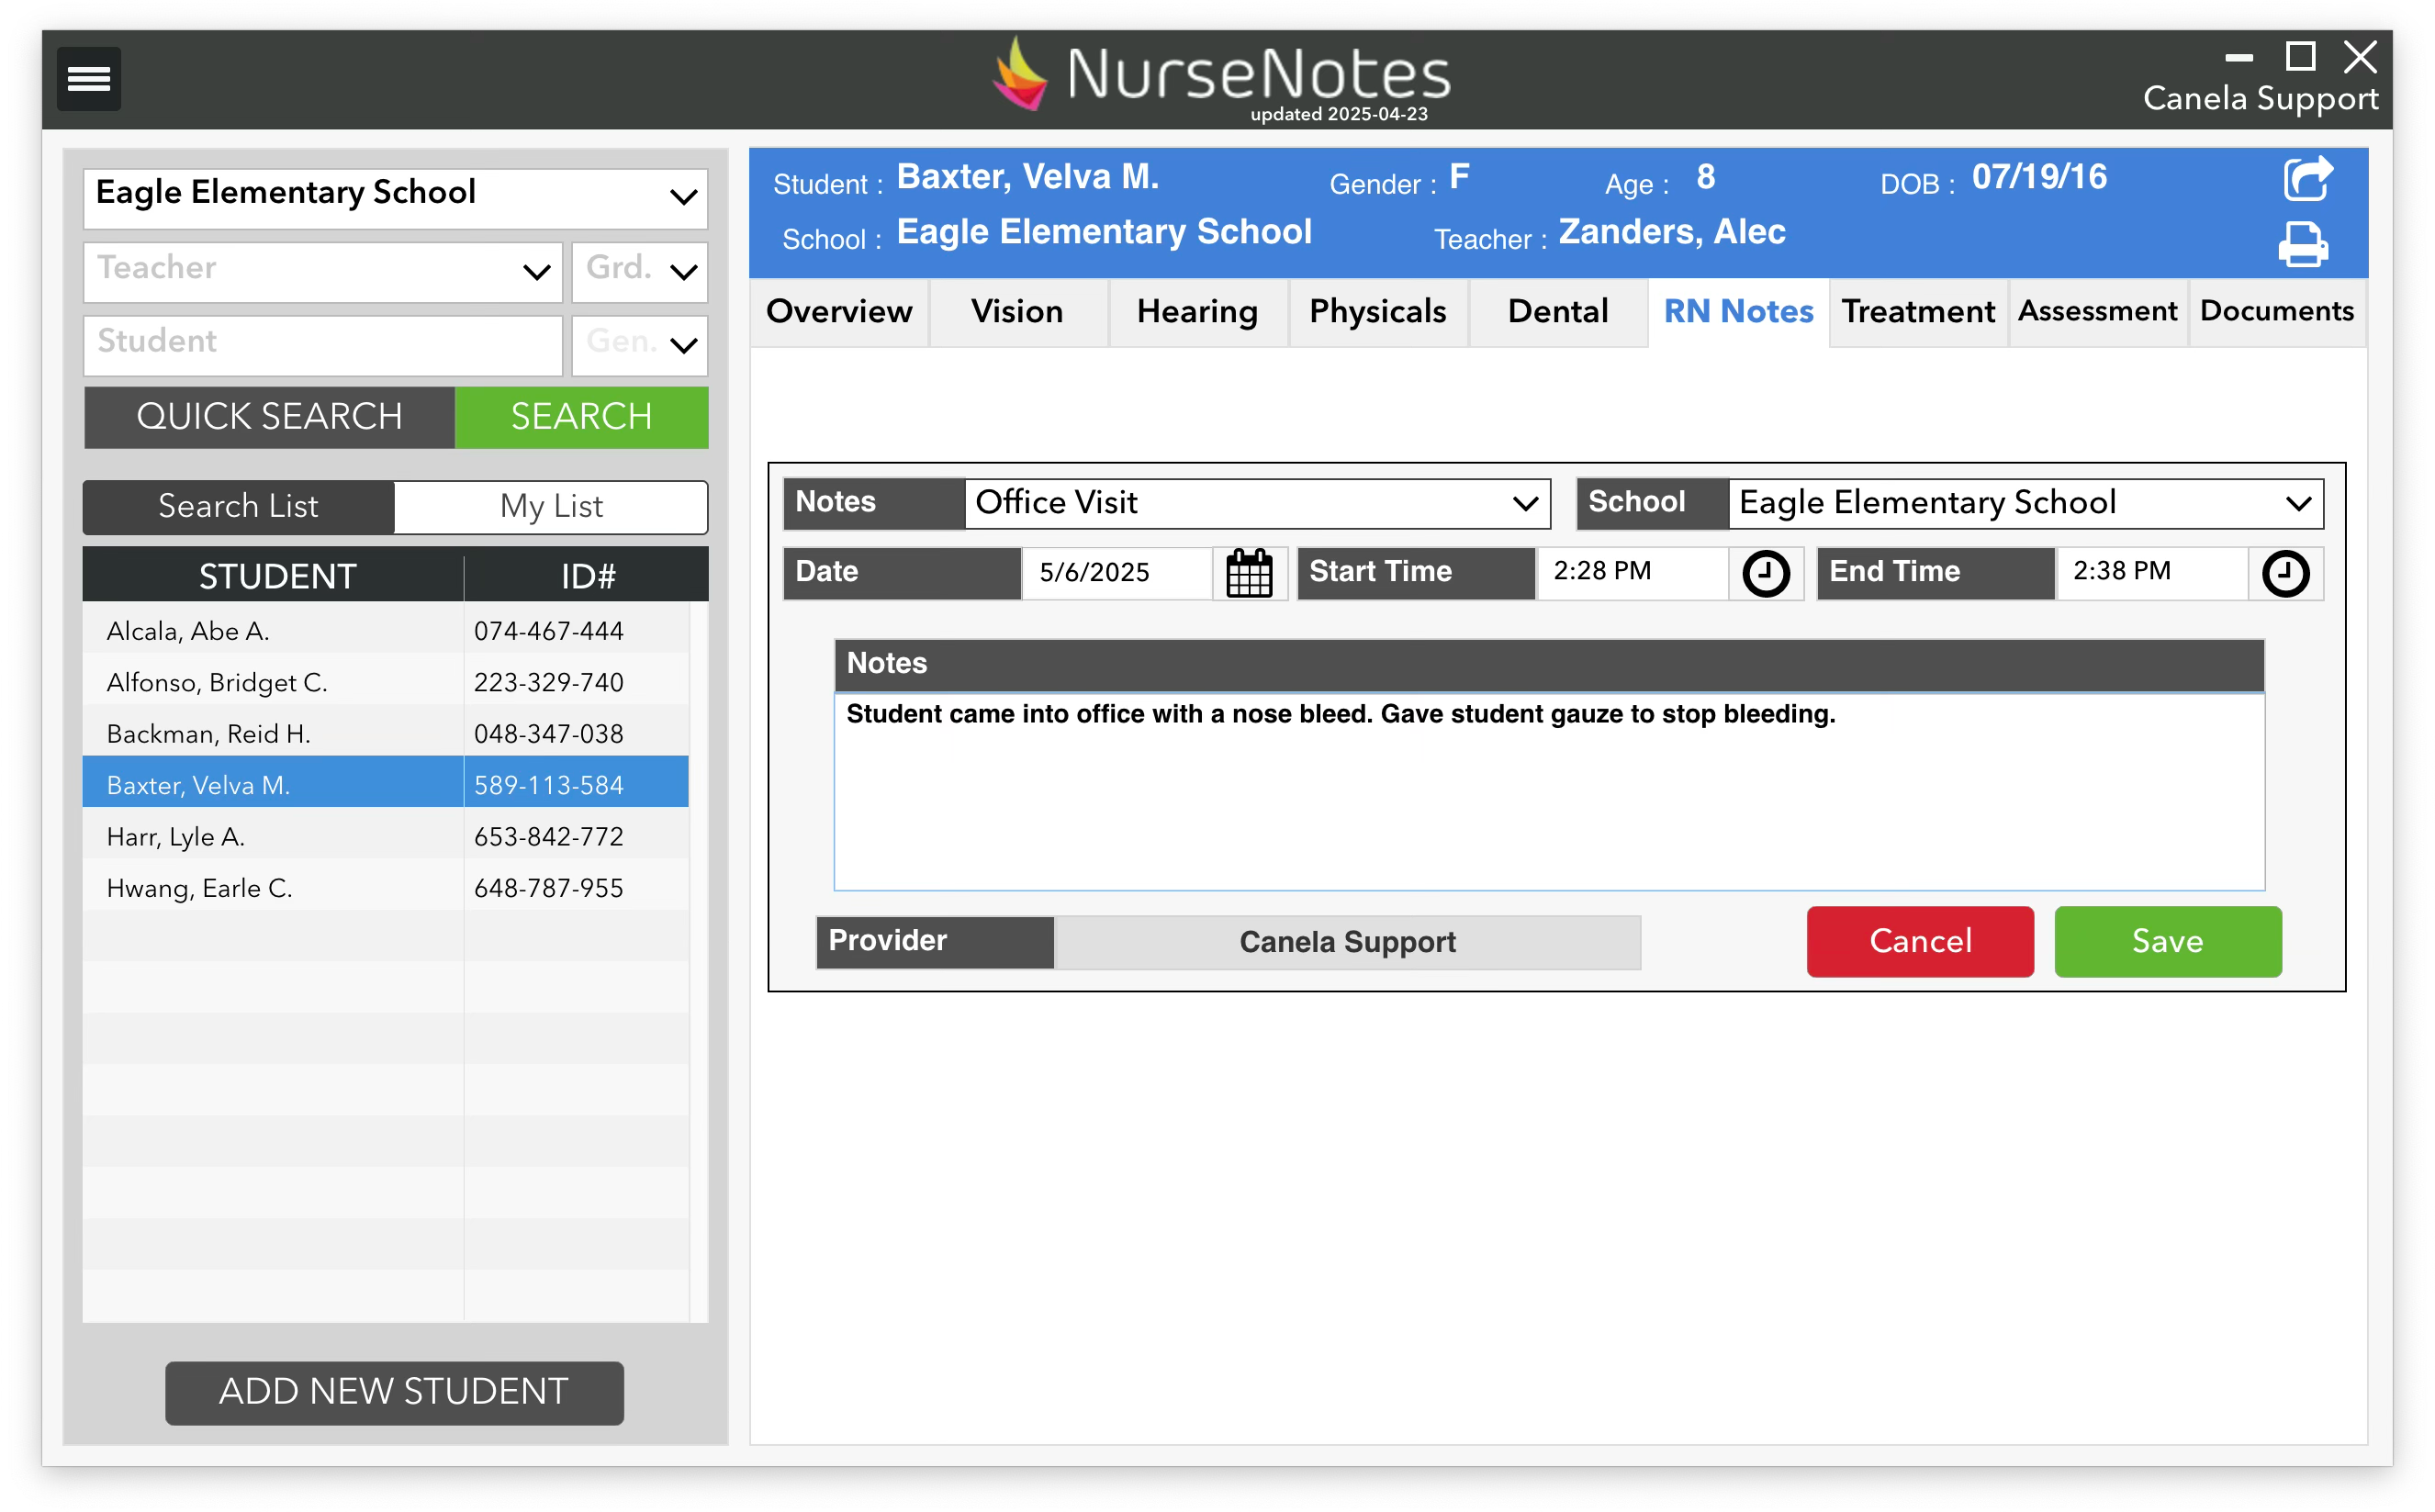 NurseNotes
updated 2025-04-23
Canela Support
Eagle Elementary School
Teacher Grd.
Student Gen.
QUICK SEARCH SEARCH
Search List My List
STUDENT ID#
Alcala, Abe A. 074-467-444
Alfonso, Bridget C. 223-329-740
Backman, Reid H. 048-347-038
Baxter, Velva M. 589-113-584
Harr, Lyle A. 653-842-772
Hwang, Earle C. 648-787-955
ADD NEW STUDENT
Student : Baxter, Velva M. Gender : F Age : 8 DOB : 07/19/16
School : Eagle Elementary School Teacher : Zanders, Alec
Overview Vision Hearing Physicals Dental RN Notes Treatment Assessment Documents
Notes Office Visit School Eagle Elementary School
Date 5/6/2025 Start Time 2:28 PM End Time 2:38 PM
Notes
Student came into office with a nose bleed. Gave student gauze to stop bleeding.
Provider Canela Support Cancel Save